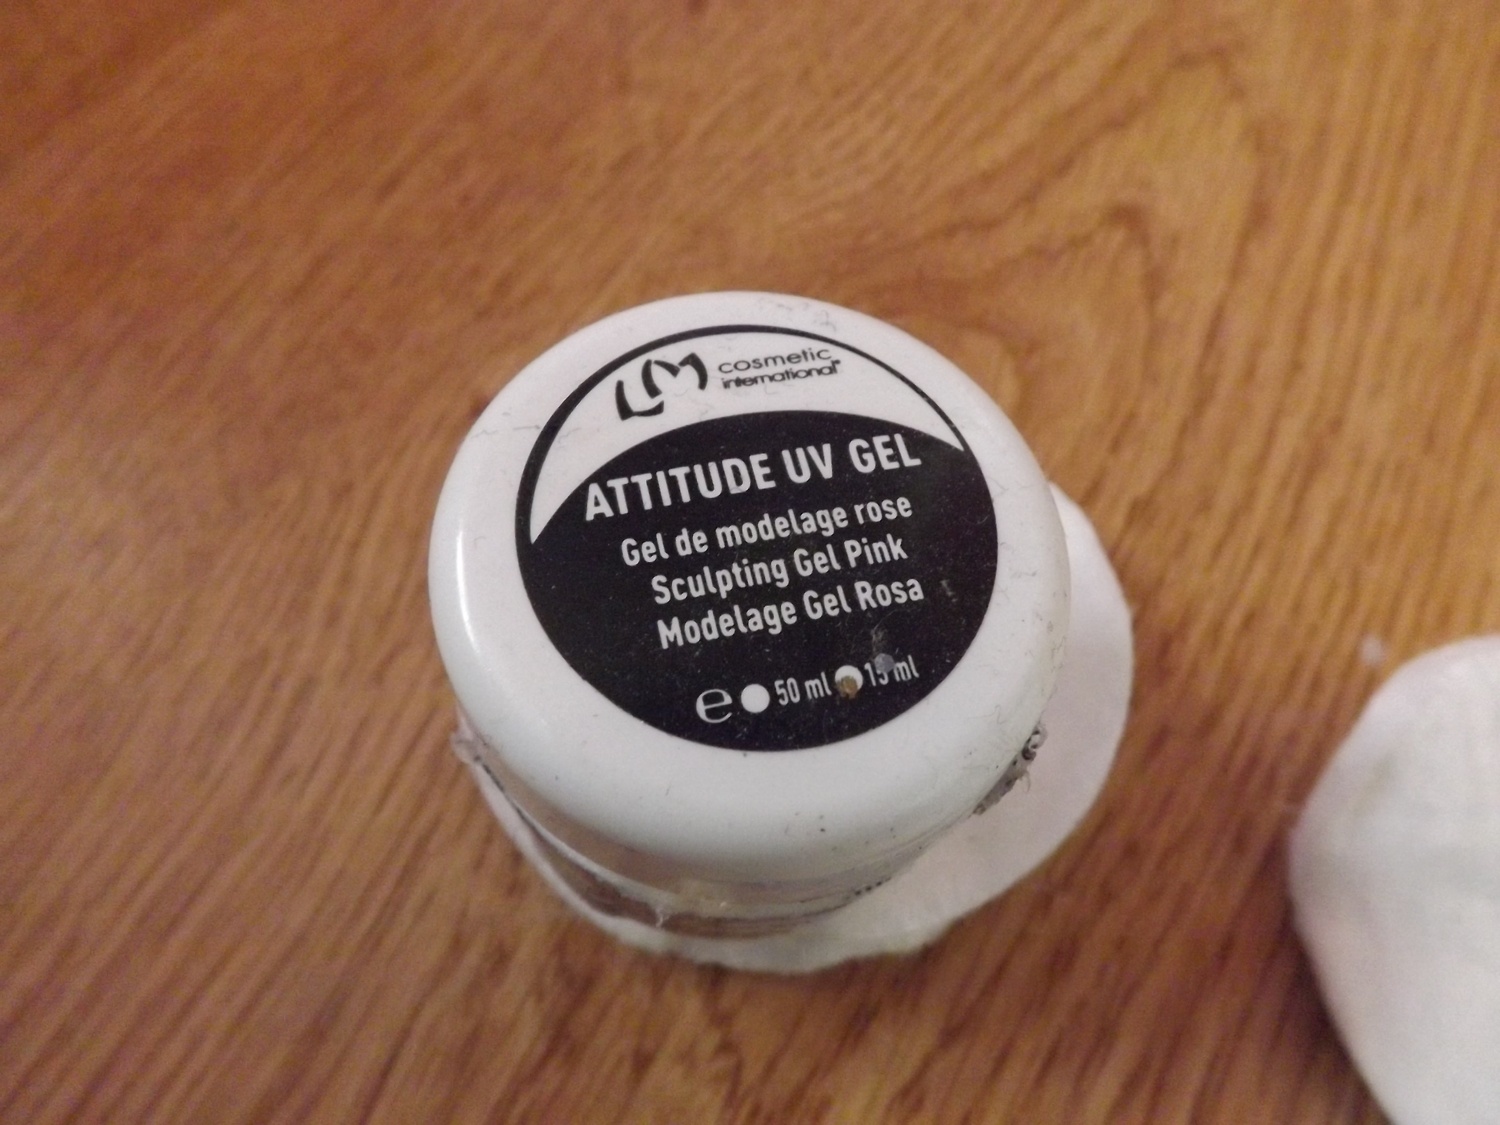 LM cosmetic
international
ATTITUDE UV GEL
Gel de modelage rose
Sculpting Gel Pink
Modelage Gel Rosa
e 50 ml 15 ml